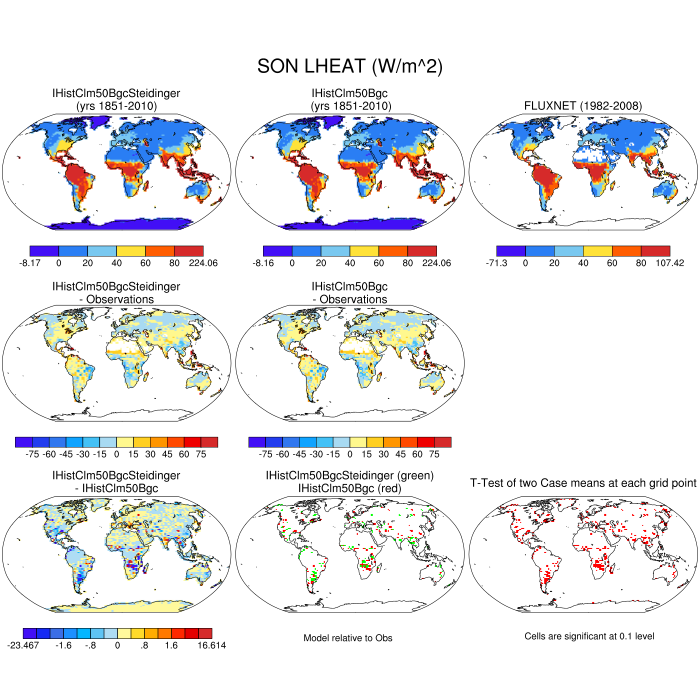 SON LHEAT (W/m^2)
IHistClm50BgcSteidinger
(yrs 1851-2010)
IHistClm50Bgc
(yrs 1851-2010)
FLUXNET (1982-2008)
-8.17 0 20 40 60 80 224.06
-8.16 0 20 40 60 80 224.06
-71.3 0 20 40 60 80 107.42
IHistClm50BgcSteidinger
- Observations
IHistClm50Bgc
- Observations
-75 -60 -45 -30 -15 0 15 30 45 60 75
-75 -60 -45 -30 -15 0 15 30 45 60 75
IHistClm50BgcSteidinger
- IHistClm50Bgc
IHistClm50BgcSteidinger (green)
IHistClm50Bgc (red)
T-Test of two Case means at each grid point
-23.467 -1.6 -.8 0 .8 1.6 16.614
Model relative to Obs
Cells are significant at 0.1 level